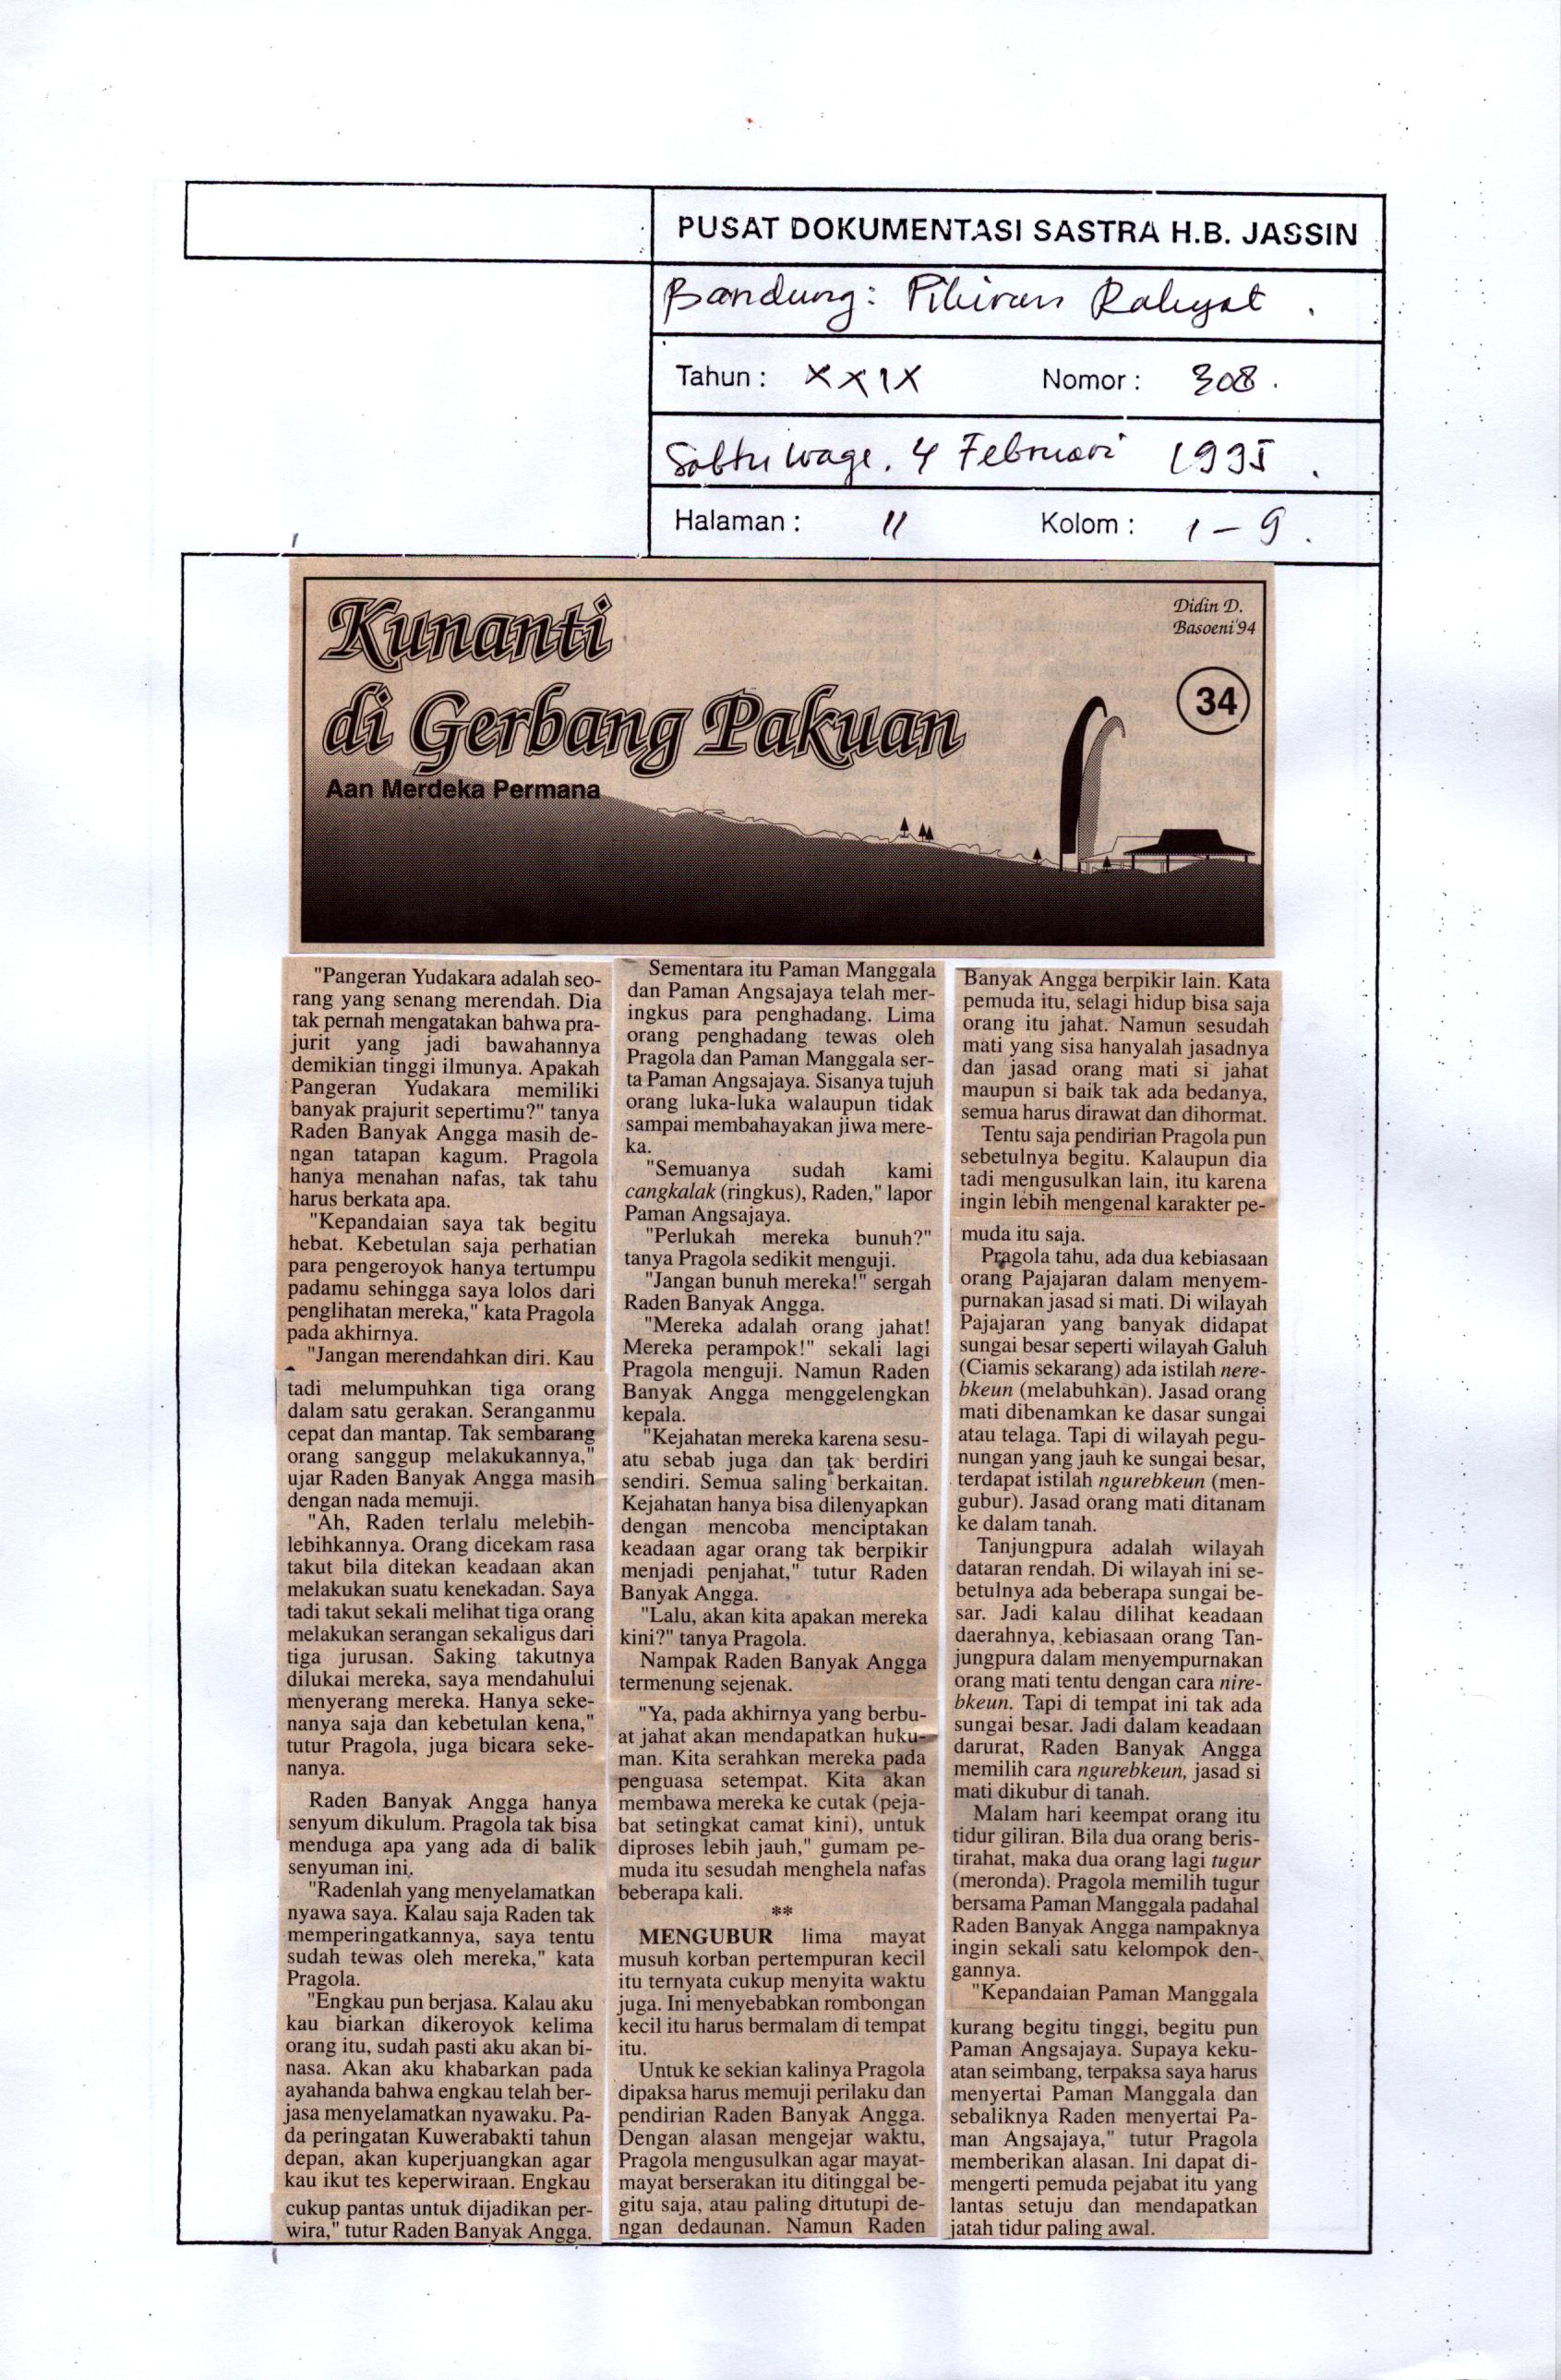 PUSAT DOKUMENTASI SASTRA H.B. JASSIN
Bandung: Pikiran Rakyat.
Tahun: XXIX Nomor: 308.
Sabtu Wage. 4 Februari 1995.
Halaman: 11 Kolom: 1-9.
Kunanti
di Gerbang Pakuan
Aan Merdeka Permana
Didin D.
Basoeni'94
34
"Pangeran Yudakara adalah seo-
rang yang senang merendah. Dia
tak pernah mengatakan bahwa pra-
jurit yang jadi bawahannya
demikian tinggi ilmunya. Apakah
Pangeran Yudakara memiliki
banyak prajurit sepertimu?" tanya
Raden Banyak Angga masih de-
ngan tatapan kagum. Pragola
hanya menahan nafas, tak tahu
harus berkata apa.
"Kepandaian saya tak begitu
hebat. Kebetulan saja perhatian
para pengeroyok hanya tertumpu
padamu sehingga saya lolos dari
penglihatan mereka," kata Pragola
pada akhirnya.
"Jangan merendahkan diri. Kau
tadi melumpuhkan tiga orang
dalam satu gerakan. Seranganmu
cepat dan mantap. Tak sembarang
orang sanggup melakukannya,"
ujar Raden Banyak Angga masih
dengan nada memuji.
"Ah, Raden terlalu melebih-
lebihkannya. Orang dicekam rasa
takut bila ditekan keadaan akan
melakukan suatu kenekadan. Saya
tadi takut sekali melihat tiga orang
melakukan serangan sekaligus dari
tiga jurusan. Saking takutnya
dilukai mereka, saya mendahului
menyerang mereka. Hanya seke-
nanya saja dan kebetulan kena,"
tutur Pragola, juga bicara seke-
nanya.
Raden Banyak Angga hanya
senyum dikulum. Pragola tak bisa
menduga apa yang ada di balik
senyuman ini.
"Radenlah yang menyelamatkan
nyawa saya. Kalau saja Raden tak
memperingatkannya, saya tentu
sudah tewas oleh mereka," kata
Pragola.
"Engkau pun berjasa. Kalau aku
kau biarkan dikeroyok kelima
orang itu, sudah pasti aku akan bi-
nasa. Akan aku khabarkan pada
ayahanda bahwa engkau telah ber-
jasa menyelamatkan nyawaku. Pa-
da peringatan Kuwerabakti tahun
depan, akan kuperjuangkan agar
kau ikut tes keperwiraan. Engkau
cukup pantas untuk dijadikan per-
wira," tutur Raden Banyak Angga.
Sementara itu Paman Manggala
dan Paman Angsajaya telah mer-
ingkus para penghadang. Lima
orang penghadang tewas oleh
Pragola dan Paman Manggala ser-
ta Paman Angsajaya. Sisanya tujuh
orang luka-luka walaupun tidak
sampai membahayakan jiwa mere-
ka.
"Semuanya sudah kami
cangkalak (ringkus), Raden," lapor
Paman Angsajaya.
"Perlukah mereka bunuh?"
tanya Pragola sedikit menguji.
"Jangan bunuh mereka!" sergah
Raden Banyak Angga.
"Mereka adalah orang jahat!
Mereka perampok!" sekali lagi
Pragola menguji. Namun Raden
Banyak Angga menggelengkan
kepala.
"Kejahatan mereka karena sesu-
atu sebab juga dan tak berdiri
sendiri. Semua saling berkaitan.
Kejahatan hanya bisa dilenyapkan
dengan mencoba menciptakan
keadaan agar orang tak berpikir
menjadi penjahat," tutur Raden
Banyak Angga.
"Lalu, akan kita apakan mereka
kini?" tanya Pragola.
Nampak Raden Banyak Angga
termenung sejenak.
"Ya, pada akhirnya yang berbu-
at jahat akan mendapatkan huku-
man. Kita serahkan mereka pada
penguasa setempat. Kita akan
membawa mereka ke cutak (peja-
bat setingkat camat kini), untuk
diproses lebih jauh," gumam pe-
muda itu sesudah menghela nafas
beberapa kali.
**
MENGUBUR lima mayat
musuh korban pertempuran kecil
itu ternyata cukup menyita waktu
juga. Ini menyebabkan rombongan
kecil itu harus bermalam di tempat
itu.
Untuk ke sekian kalinya Pragola
dipaksa harus memuji perilaku dan
pendirian Raden Banyak Angga.
Dengan alasan mengejar waktu,
Pragola mengusulkan agar mayat-
mayat berserakan itu ditinggal be-
gitu saja, atau paling ditutupi de-
ngan dedaunan. Namun Raden
Banyak Angga berpikir lain. Kata
pemuda itu, selagi hidup bisa saja
orang itu jahat. Namun sesudah
mati yang sisa hanyalah jasadnya
dan jasad orang mati si jahat
maupun si baik tak ada bedanya,
semua harus dirawat dan dihormat.
Tentu saja pendirian Pragola pun
sebetulnya begitu. Kalaupun dia
tadi mengusulkan lain, itu karena
ingin lebih mengenal karakter pe-
muda itu saja.
Pragola tahu, ada dua kebiasaan
orang Pajajaran dalam menyem-
purnakan jasad si mati. Di wilayah
Pajajaran yang banyak didapat
sungai besar seperti wilayah Galuh
(Ciamis sekarang) ada istilah nere-
bkeun (melabuhkan). Jasad orang
mati dibenamkan ke dasar sungai
atau telaga. Tapi di wilayah pegu-
nungan yang jauh ke sungai besar,
terdapat istilah ngurebkeun (men-
gubur). Jasad orang mati ditanam
ke dalam tanah.
Tanjungpura adalah wilayah
dataran rendah. Di wilayah ini se-
betulnya ada beberapa sungai be-
sar. Jadi kalau dilihat keadaan
daerahnya, kebiasaan orang Tan-
jungpura dalam menyempurnakan
orang mati tentu dengan cara nire-
bkeun. Tapi di tempat ini tak ada
sungai besar. Jadi dalam keadaan
darurat, Raden Banyak Angga
memilih cara ngurebkeun, jasad si
mati dikubur di tanah.
Malam hari keempat orang itu
tidur giliran. Bila dua orang beris-
tirahat, maka dua orang lagi tugur
(meronda). Pragola memilih tugur
bersama Paman Manggala padahal
Raden Banyak Angga nampaknya
ingin sekali satu kelompok den-
gannya.
"Kepandaian Paman Manggala
kurang begitu tinggi, begitu pun
Paman Angsajaya. Supaya keku-
atan seimbang, terpaksa saya harus
menyertai Paman Manggala dan
sebaliknya Raden menyertai Pa-
man Angsajaya," tutur Pragola
memberikan alasan. Ini dapat di-
mengerti pemuda pejabat itu yang
lantas setuju dan mendapatkan
jatah tidur paling awal.